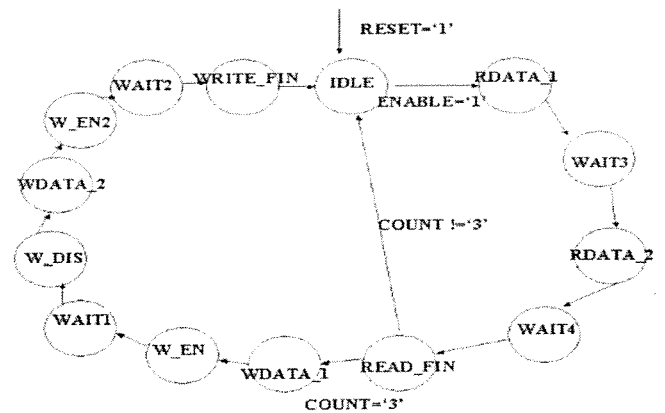 RESET='1'
WAIT2
WRITE_FIN
IDLE
RDATA_1
ENABLE='1'
W_EN2
WAIT3
WDATA_2
COUNT !='3'
W_DIS
RDATA_2
WAIT1
WAIT4
W_EN
WDATA_1
READ_FIN
COUNT='3'